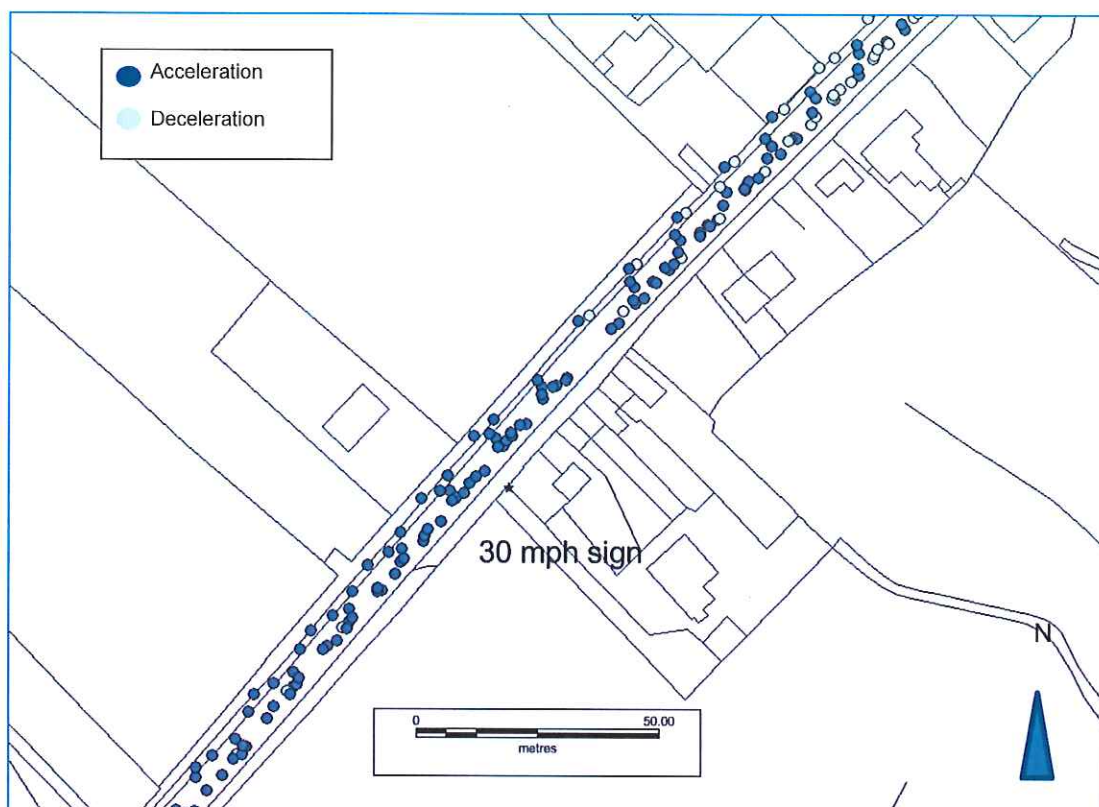 Acceleration
Deceleration
30 mph sign
N
0 50.00
metres